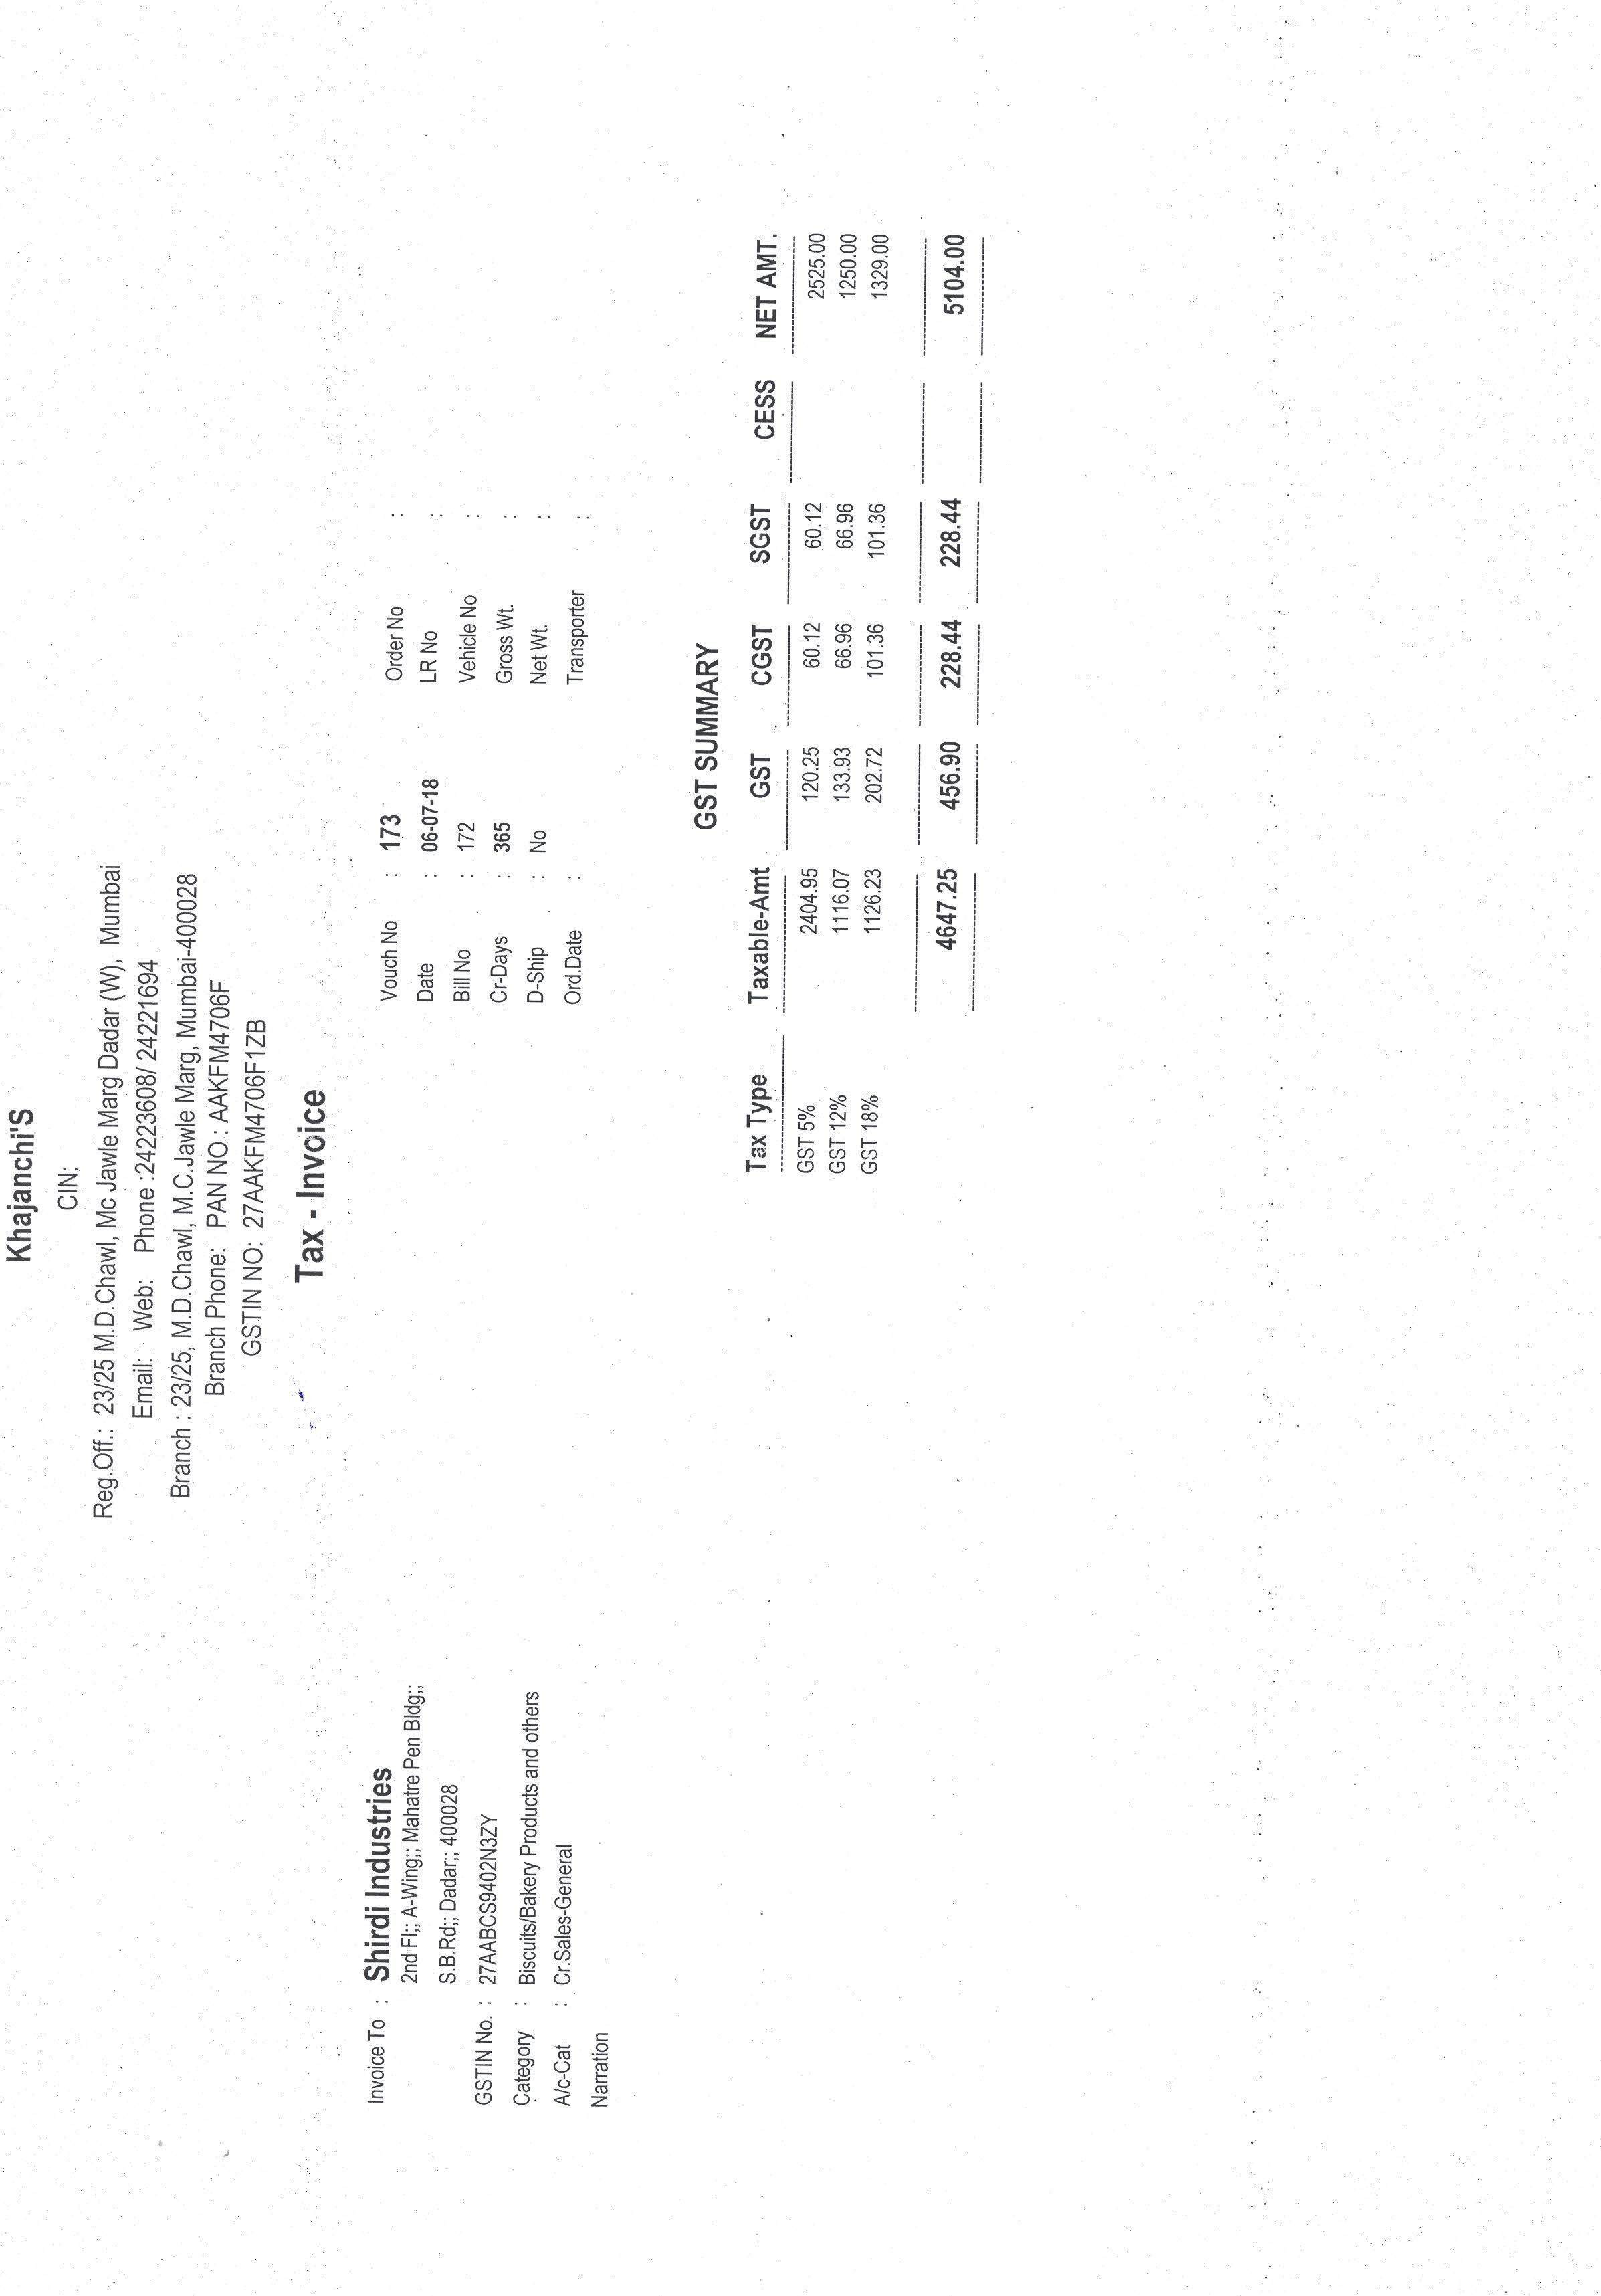 Khajanchi'S
CIN:
Reg.Off.: 23/25 M.D.Chawl, Mc Jawle Marg Dadar (W), Mumbai
Email: Web: Phone :24223608/ 24221694
Branch : 23/25, M.D.Chawl, M.C.Jawle Marg, Mumbai-400028
Branch Phone: PAN NO : AAKFM4706F
GSTIN NO: 27AAKFM4706F1ZB
Tax - Invoice
Invoice To : Shirdi Industries Vouch No : 173 Order No :
2nd Fl;; A-Wing;; Mahatre Pen Bldg;; Date : 06-07-18 LR No :
S.B.Rd;; Dadar;; 400028 Bill No : 172 Vehicle No :
GSTIN No. : 27AABCS9402N3ZY Cr-Days : 365 Gross Wt. :
Category : Biscuits/Bakery Products and others D-Ship : No Net Wt. :
A/c-Cat : Cr.Sales-General Ord.Date : Transporter :
Narration
GST SUMMARY
Tax Type Taxable-Amt GST CGST SGST CESS NET AMT.
GST 5% 2404.95 120.25 60.12 60.12 2525.00
GST 12% 1116.07 133.93 66.96 66.96 1250.00
GST 18% 1126.23 202.72 101.36 101.36 1329.00
4647.25 456.90 228.44 228.44 5104.00